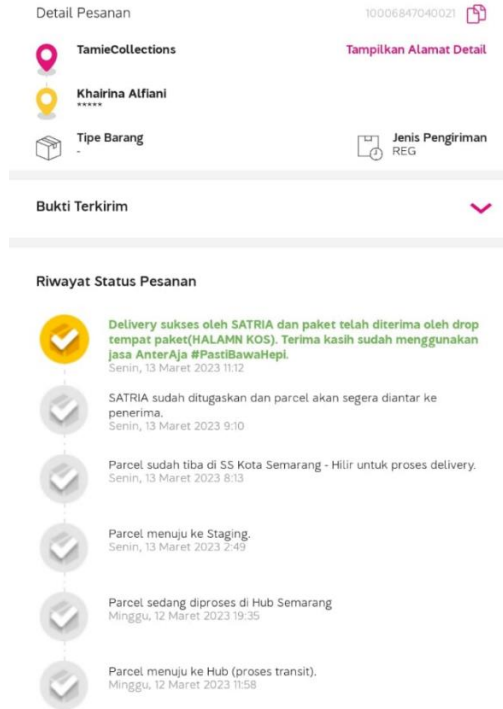 Detail Pesanan
10006847040021
TamieCollections
Tampilkan Alamat Detail
Khairina Alfiani
*****
Tipe Barang
-
Jenis Pengiriman
REG
Bukti Terkirim
Riwayat Status Pesanan
Delivery sukses oleh SATRIA dan paket telah diterima oleh drop
tempat paket(HALAMN KOS). Terima kasih sudah menggunakan
jasa AnterAja #PastiBawaHepi.
Senin, 13 Maret 2023 11:12
SATRIA sudah ditugaskan dan parcel akan segera diantar ke
penerima.
Senin, 13 Maret 2023 9:10
Parcel sudah tiba di SS Kota Semarang - Hilir untuk proses delivery.
Senin, 13 Maret 2023 8:13
Parcel menuju ke Staging.
Senin, 13 Maret 2023 2:49
Parcel sedang diproses di Hub Semarang
Minggu, 12 Maret 2023 19:35
Parcel menuju ke Hub (proses transit).
Minggu, 12 Maret 2023 11:58